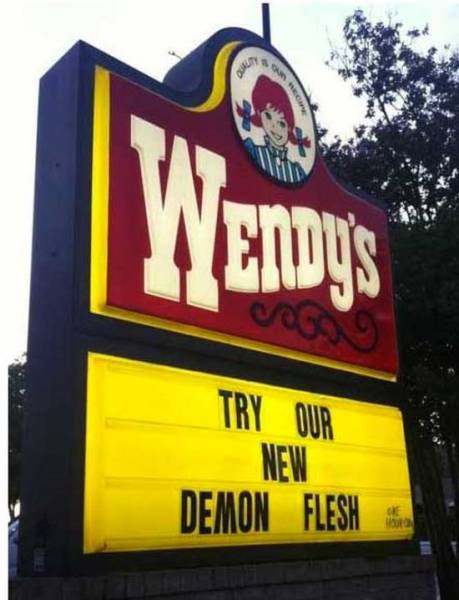 QUALITY IS OUR RECIPE
WENDY'S
TRY OUR
NEW
DEMON FLESH